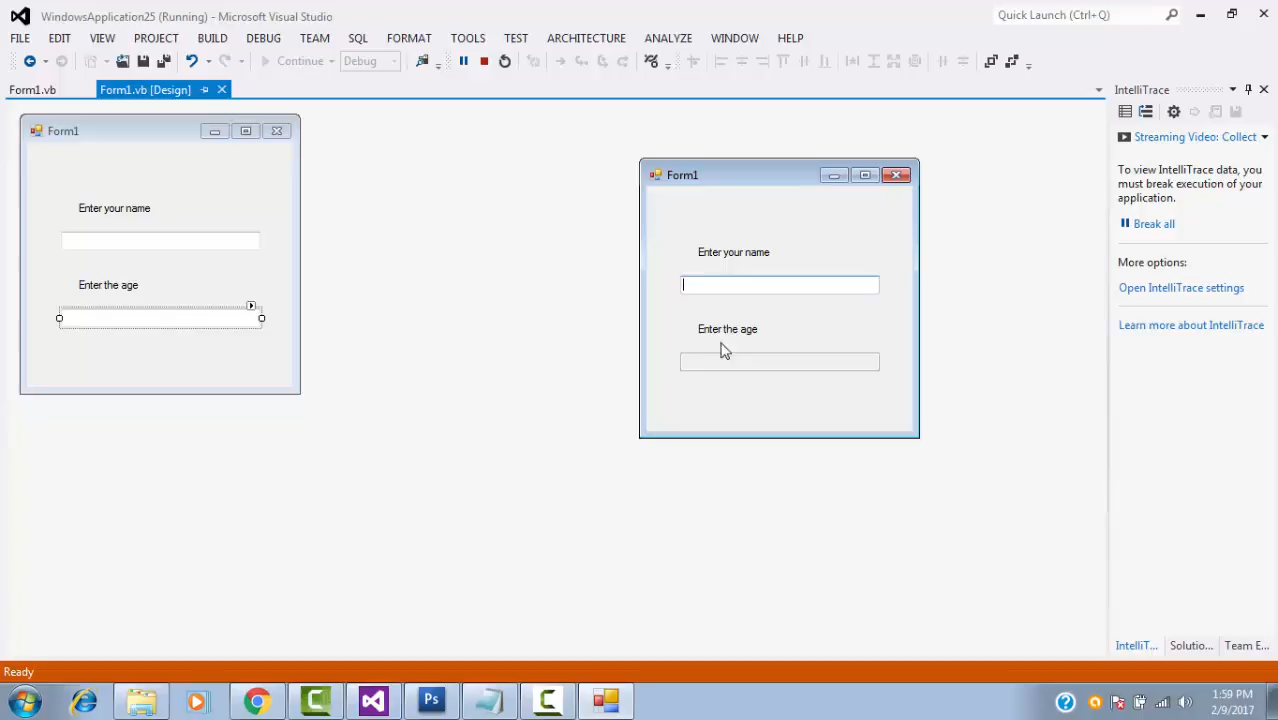 WindowsApplication25 (Running) - Microsoft Visual Studio
Quick Launch (Ctrl+Q)
FILE EDIT VIEW PROJECT BUILD DEBUG TEAM SQL FORMAT TOOLS TEST ARCHITECTURE ANALYZE WINDOW HELP
Continue Debug
Form1.vb Form1.vb [Design]
IntelliTrace
Form1
Enter your name
Enter the age
Form1
Enter your name
Enter the age
Streaming Video: Collect
To view IntelliTrace data, you
must break execution of your
application.
Break all
More options:
Open IntelliTrace settings
Learn more about IntelliTrace
IntelliT... Solutio... Team E...
Ready
Ps
1:59 PM
2/9/2017